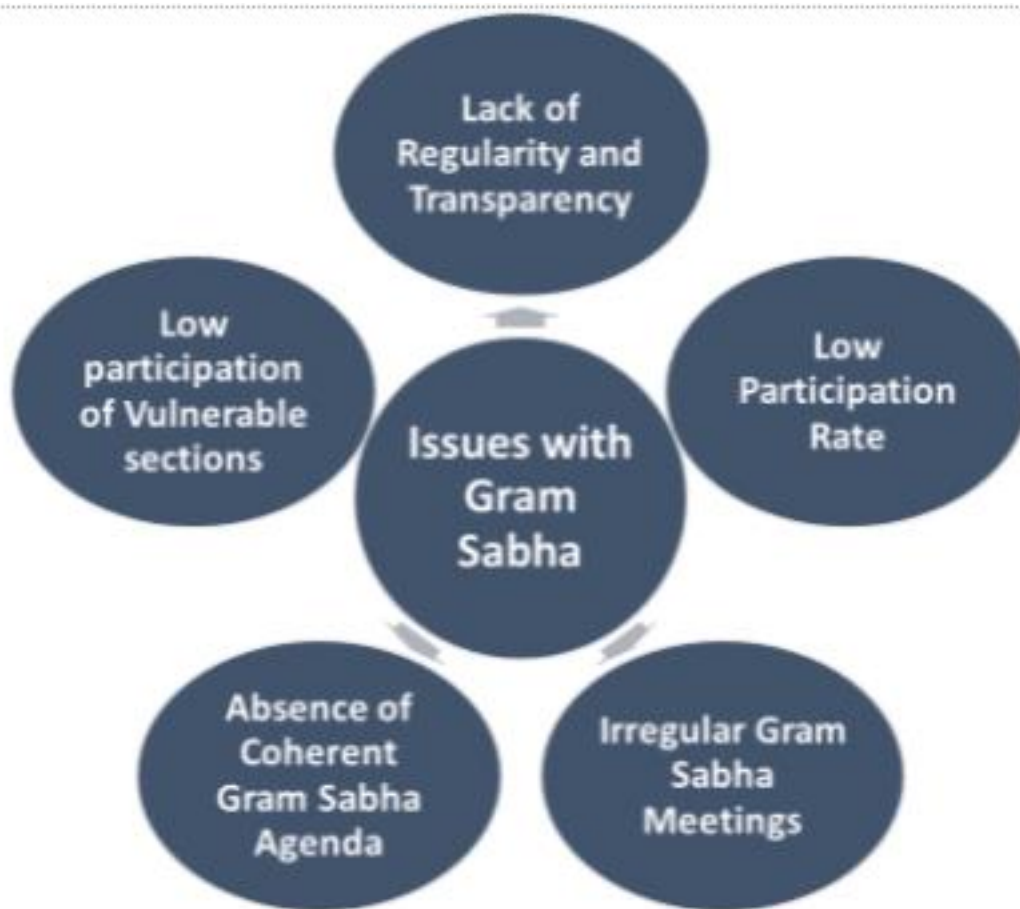 Lack of
Regularity and
Transparency
Low
participation
of Vulnerable
sections
Low
Participation
Rate
Issues with
Gram
Sabha
Absence of
Coherent
Gram Sabha
Agenda
Irregular Gram
Sabha
Meetings